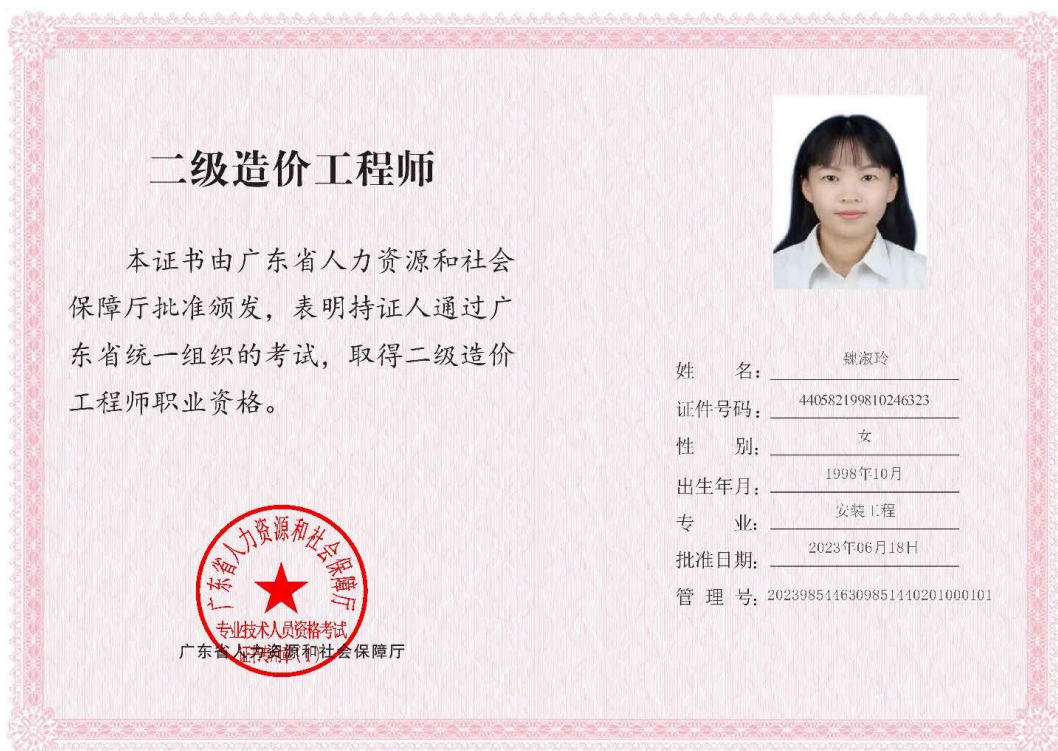 二级造价工程师
本证书由广东省人力资源和社会
保障厅批准颁发，表明持证人通过广
东省统一组织的考试，取得二级造价
工程师职业资格。
姓名：魏淑玲
证件号码：440582199810246323
性别：女
出生年月：1998年10月
专业：安装工程
批准日期：2023年06月18日
管理号：2023985446309851440201000101
广东省人力资源和社会保障厅
专业技术人员资格考试
广东省人力资源和社会保障厅